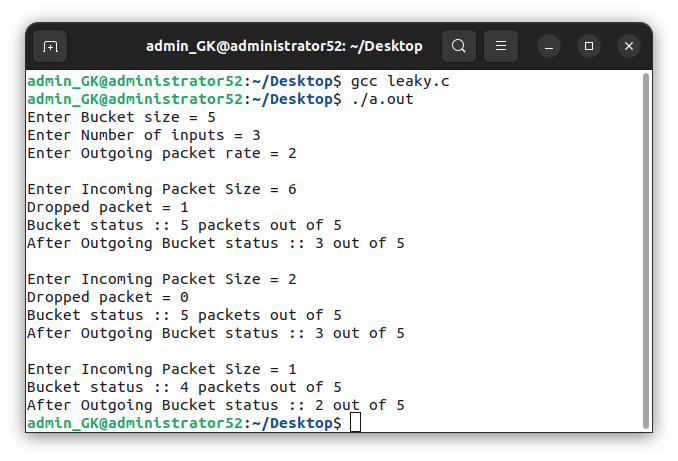 admin_GK@administrator52: ~/Desktop
admin_GK@administrator52:~/Desktop$ gcc leaky.c
admin_GK@administrator52:~/Desktop$ ./a.out
Enter Bucket size = 5
Enter Number of inputs = 3
Enter Outgoing packet rate = 2
Enter Incoming Packet Size = 6
Dropped packet = 1
Bucket status :: 5 packets out of 5
After Outgoing Bucket status :: 3 out of 5
Enter Incoming Packet Size = 2
Dropped packet = 0
Bucket status :: 5 packets out of 5
After Outgoing Bucket status :: 3 out of 5
Enter Incoming Packet Size = 1
Bucket status :: 4 packets out of 5
After Outgoing Bucket status :: 2 out of 5
admin_GK@administrator52:~/Desktop$